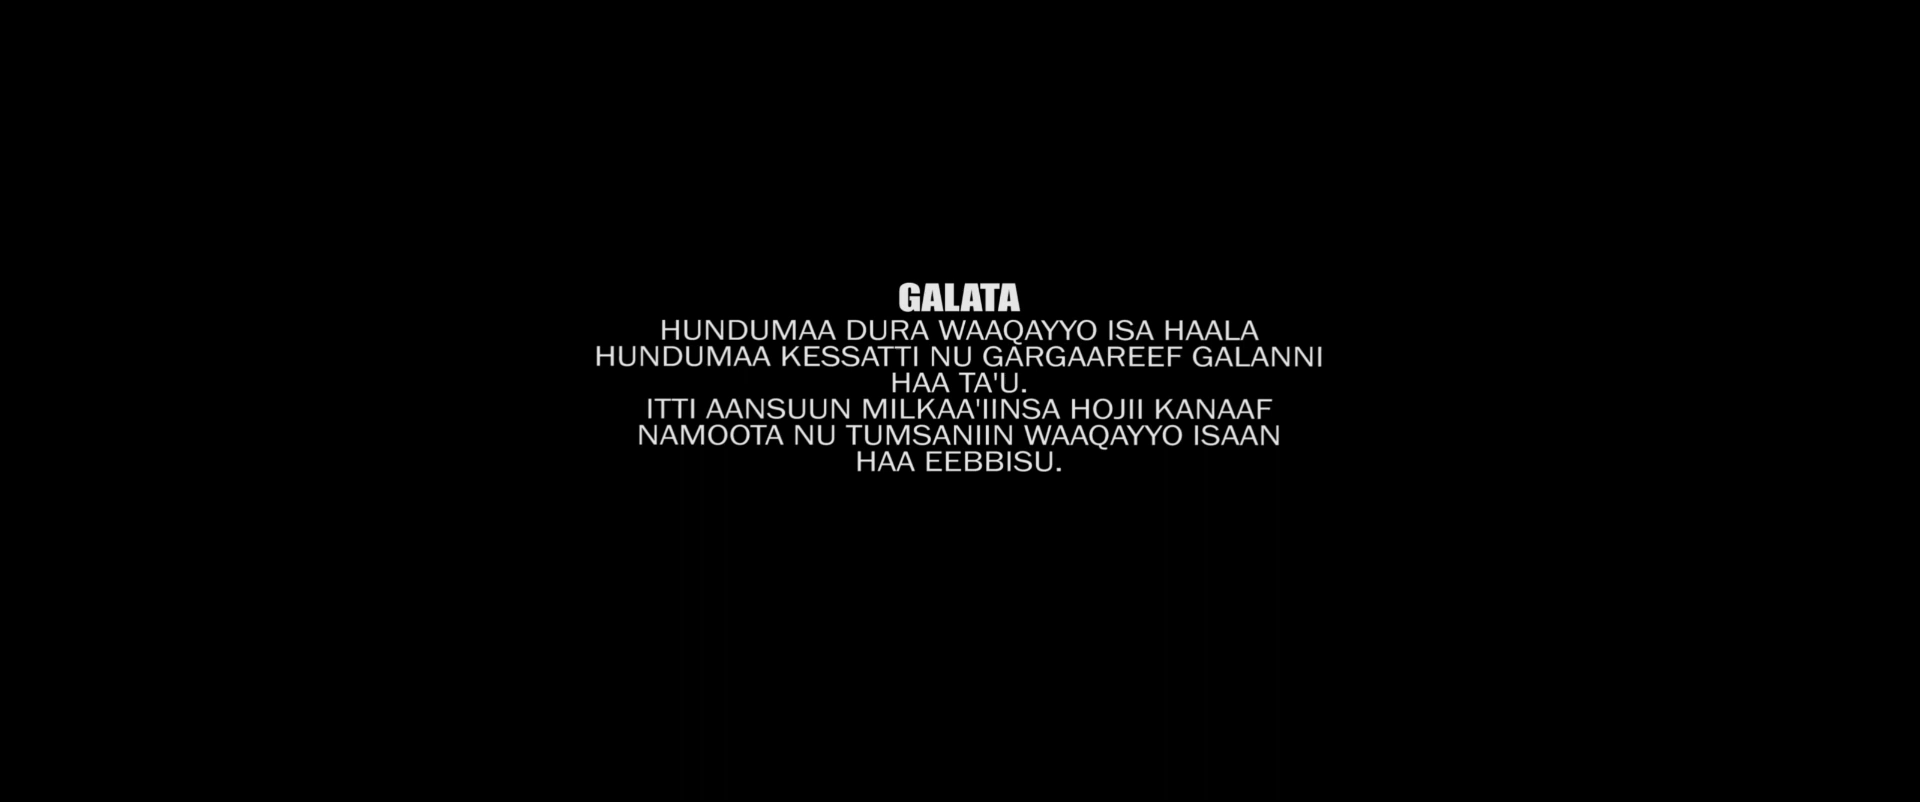 GALATA
HUNDUMAA DURA WAAQAYYO ISA HAALA
HUNDUMAA KESSATTI NU GARGAAREEF GALANNI
HAA TA'U.
ITTI AANSUUN MILKAA'IINSA HOJII KANAAF
NAMOOTA NU TUMSANIIN WAAQAYYO ISAAN
HAA EEBBISU.